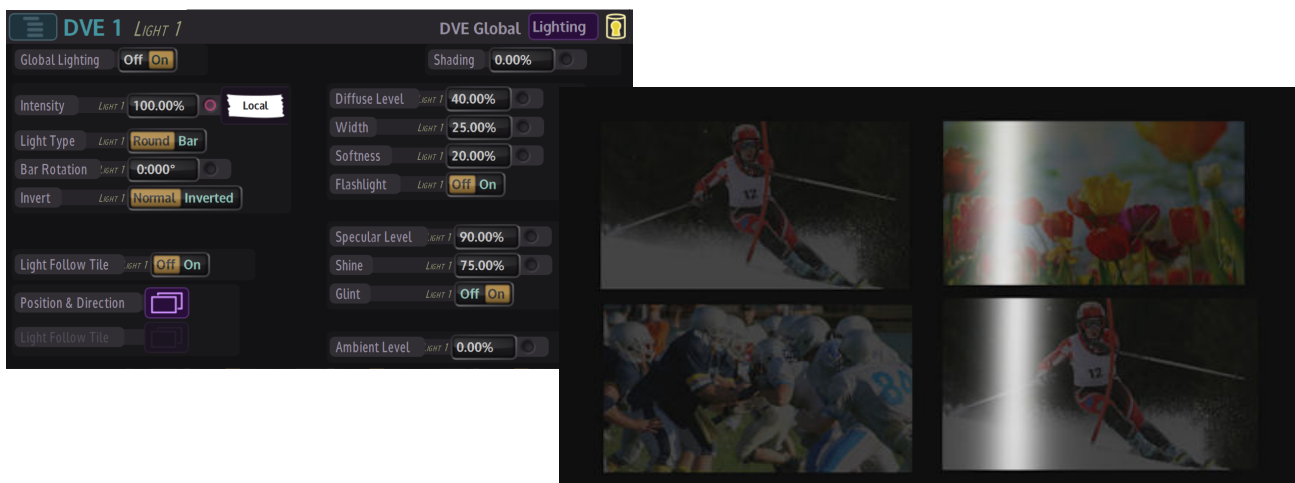 DVE 1 LIGHT 1 DVE Global Lighting
Global Lighting Off On Shading 0.00%
Intensity LIGHT 1 100.00% Local
Light Type LIGHT 1 Round Bar
Bar Rotation LIGHT 1 0:000°
Invert LIGHT 1 Normal Inverted
Light Follow Tile LIGHT 1 Off On
Position & Direction
Light Follow Tile
Diffuse Level LIGHT 1 40.00%
Width LIGHT 1 25.00%
Softness LIGHT 1 20.00%
Flashlight LIGHT 1 Off On
Specular Level LIGHT 1 90.00%
Shine LIGHT 1 75.00%
Glint LIGHT 1 Off On
Ambient Level LIGHT 1 0.00%
12
84
12